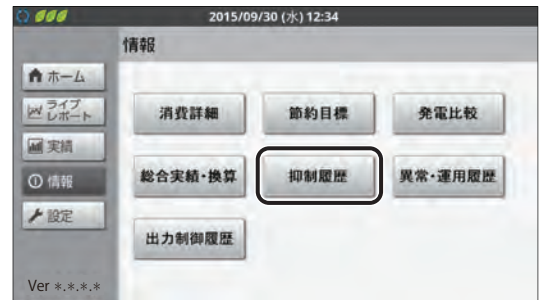 2015/09/30 (水) 12:34
情報
ホーム
ライブ
レポート
実績
情報
設定
Ver *.*.*.*
消費詳細 節約目標 発電比較
総合実績・換算 抑制履歴 異常・運用履歴
出力制御履歴